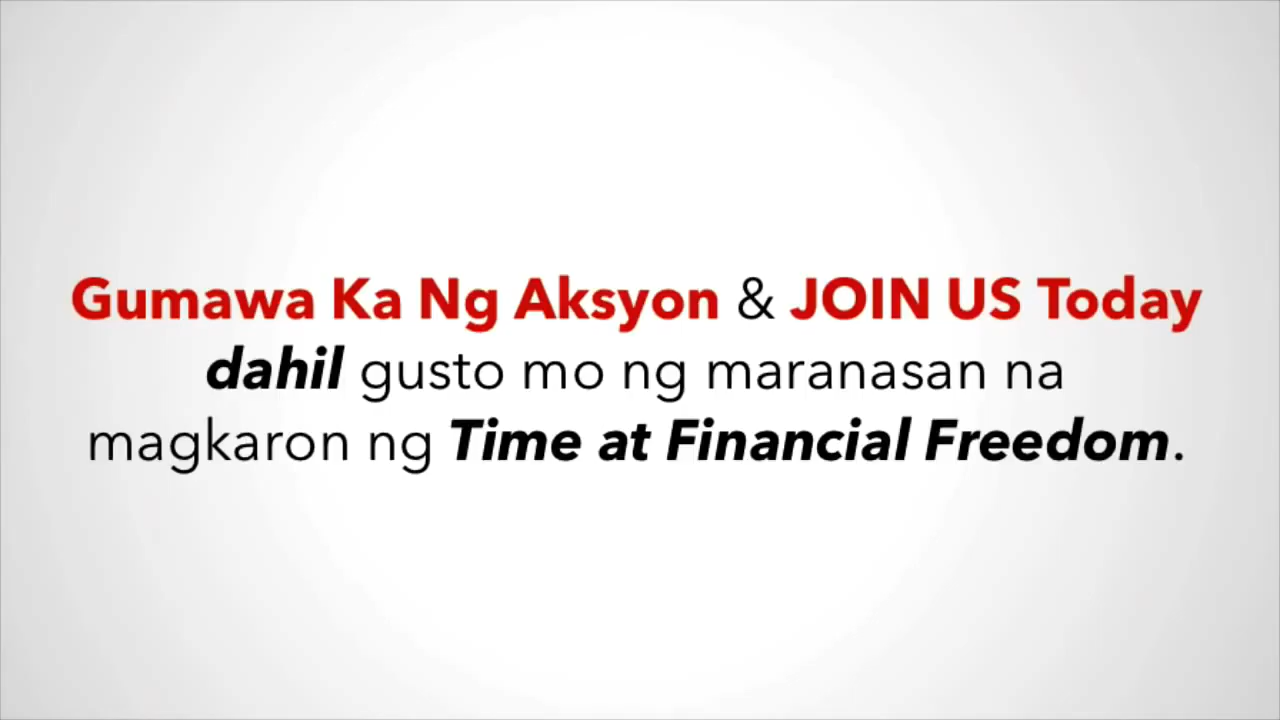 Gumawa Ka Ng Aksyon & JOIN US Today
dahil gusto mo ng maranasan na
magkaron ng Time at Financial Freedom.